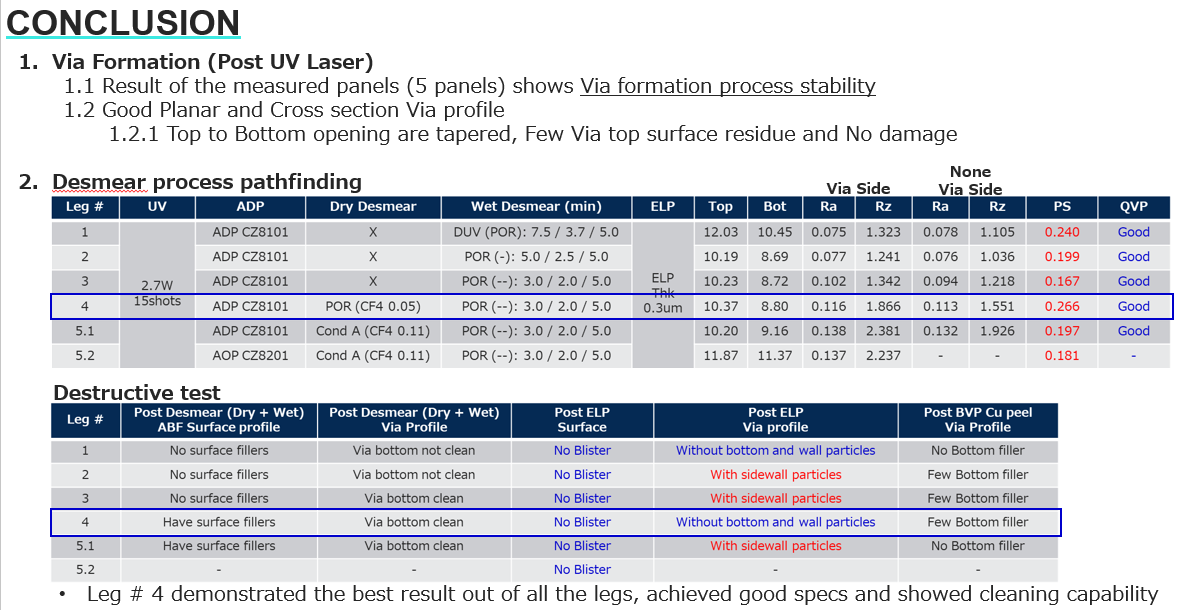 CONCLUSION
1. Via Formation (Post UV Laser)
1.1 Result of the measured panels (5 panels) shows Via formation process stability
1.2 Good Planar and Cross section Via profile
1.2.1 Top to Bottom opening are tapered, Few Via top surface residue and No damage
2. Desmear process pathfinding
Via Side
None
Via Side
Leg # UV ADP Dry Desmear Wet Desmear (min) ELP Top Bot Ra Rz Ra Rz PS QVP
1 ADP CZ8101 X DUV (POR): 7.5 / 3.7 / 5.0 12.03 10.45 0.075 1.323 0.078 1.105 0.240 Good
2 ADP CZ8101 X POR (-): 5.0 / 2.5 / 5.0 10.19 8.69 0.077 1.241 0.076 1.036 0.199 Good
3 ADP CZ8101 X POR (--): 3.0 / 2.0 / 5.0 10.23 8.72 0.102 1.342 0.094 1.218 0.167 Good
2.7W
15shots
ELP
Thk
0.3um
4 ADP CZ8101 POR (CF4 0.05) POR (--): 3.0 / 2.0 / 5.0 10.37 8.80 0.116 1.866 0.113 1.551 0.266 Good
5.1 ADP CZ8101 Cond A (CF4 0.11) POR (--): 3.0 / 2.0 / 5.0 10.20 9.16 0.138 2.381 0.132 1.926 0.197 Good
5.2 AOP CZ8201 Cond A (CF4 0.11) POR (--): 3.0 / 2.0 / 5.0 11.87 11.37 0.137 2.237 - - 0.181 -
Destructive test
Leg # Post Desmear (Dry + Wet) Post Desmear (Dry + Wet) Post ELP Post ELP Post BVP Cu peel
ABF Surface profile Via Profile Surface Via profile Via Profile
1 No surface fillers Via bottom not clean No Blister Without bottom and wall particles No Bottom filler
2 No surface fillers Via bottom not clean No Blister With sidewall particles Few Bottom filler
3 No surface fillers Via bottom clean No Blister With sidewall particles Few Bottom filler
4 Have surface fillers Via bottom clean No Blister Without bottom and wall particles Few Bottom filler
5.1 Have surface fillers Via bottom clean No Blister With sidewall particles No Bottom filler
5.2 - - No Blister - -
• Leg # 4 demonstrated the best result out of all the legs, achieved good specs and showed cleaning capability